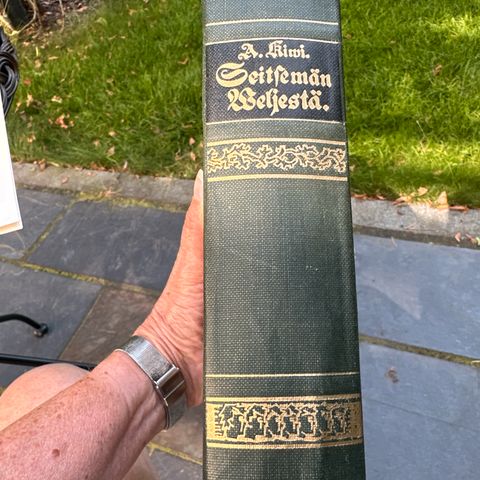 A. Kiwi.
Seitsemän
Weljestä.